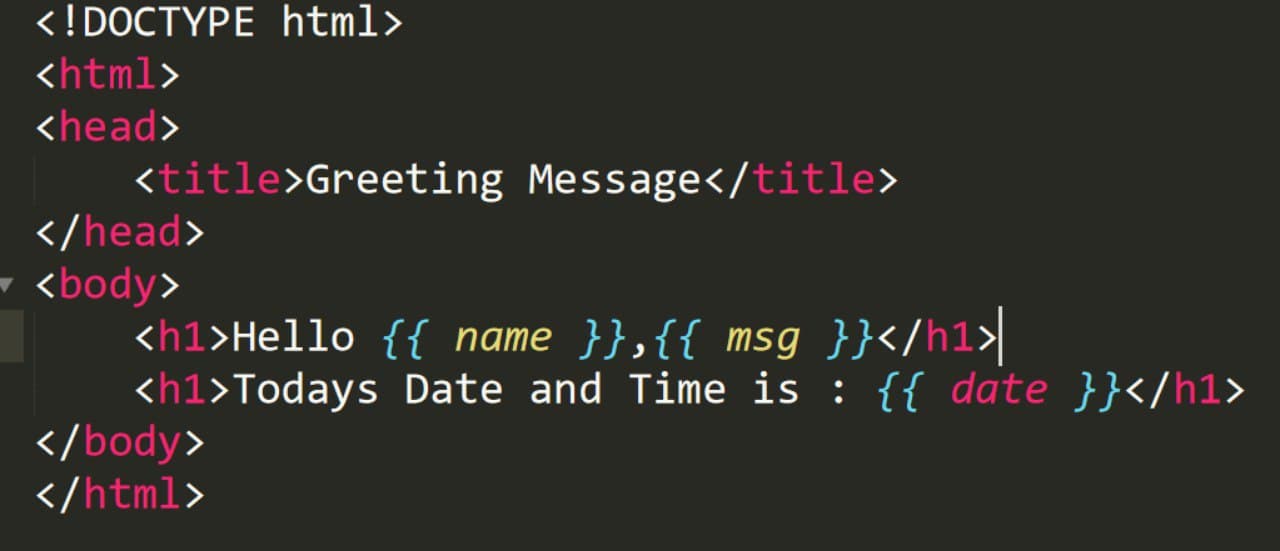 <!DOCTYPE html>
<html>
<head>
    <title>Greeting Message</title>
</head>
<body>
    <h1>Hello {{ name }},{{ msg }}</h1>
    <h1>Todays Date and Time is : {{ date }}</h1>
</body>
</html>